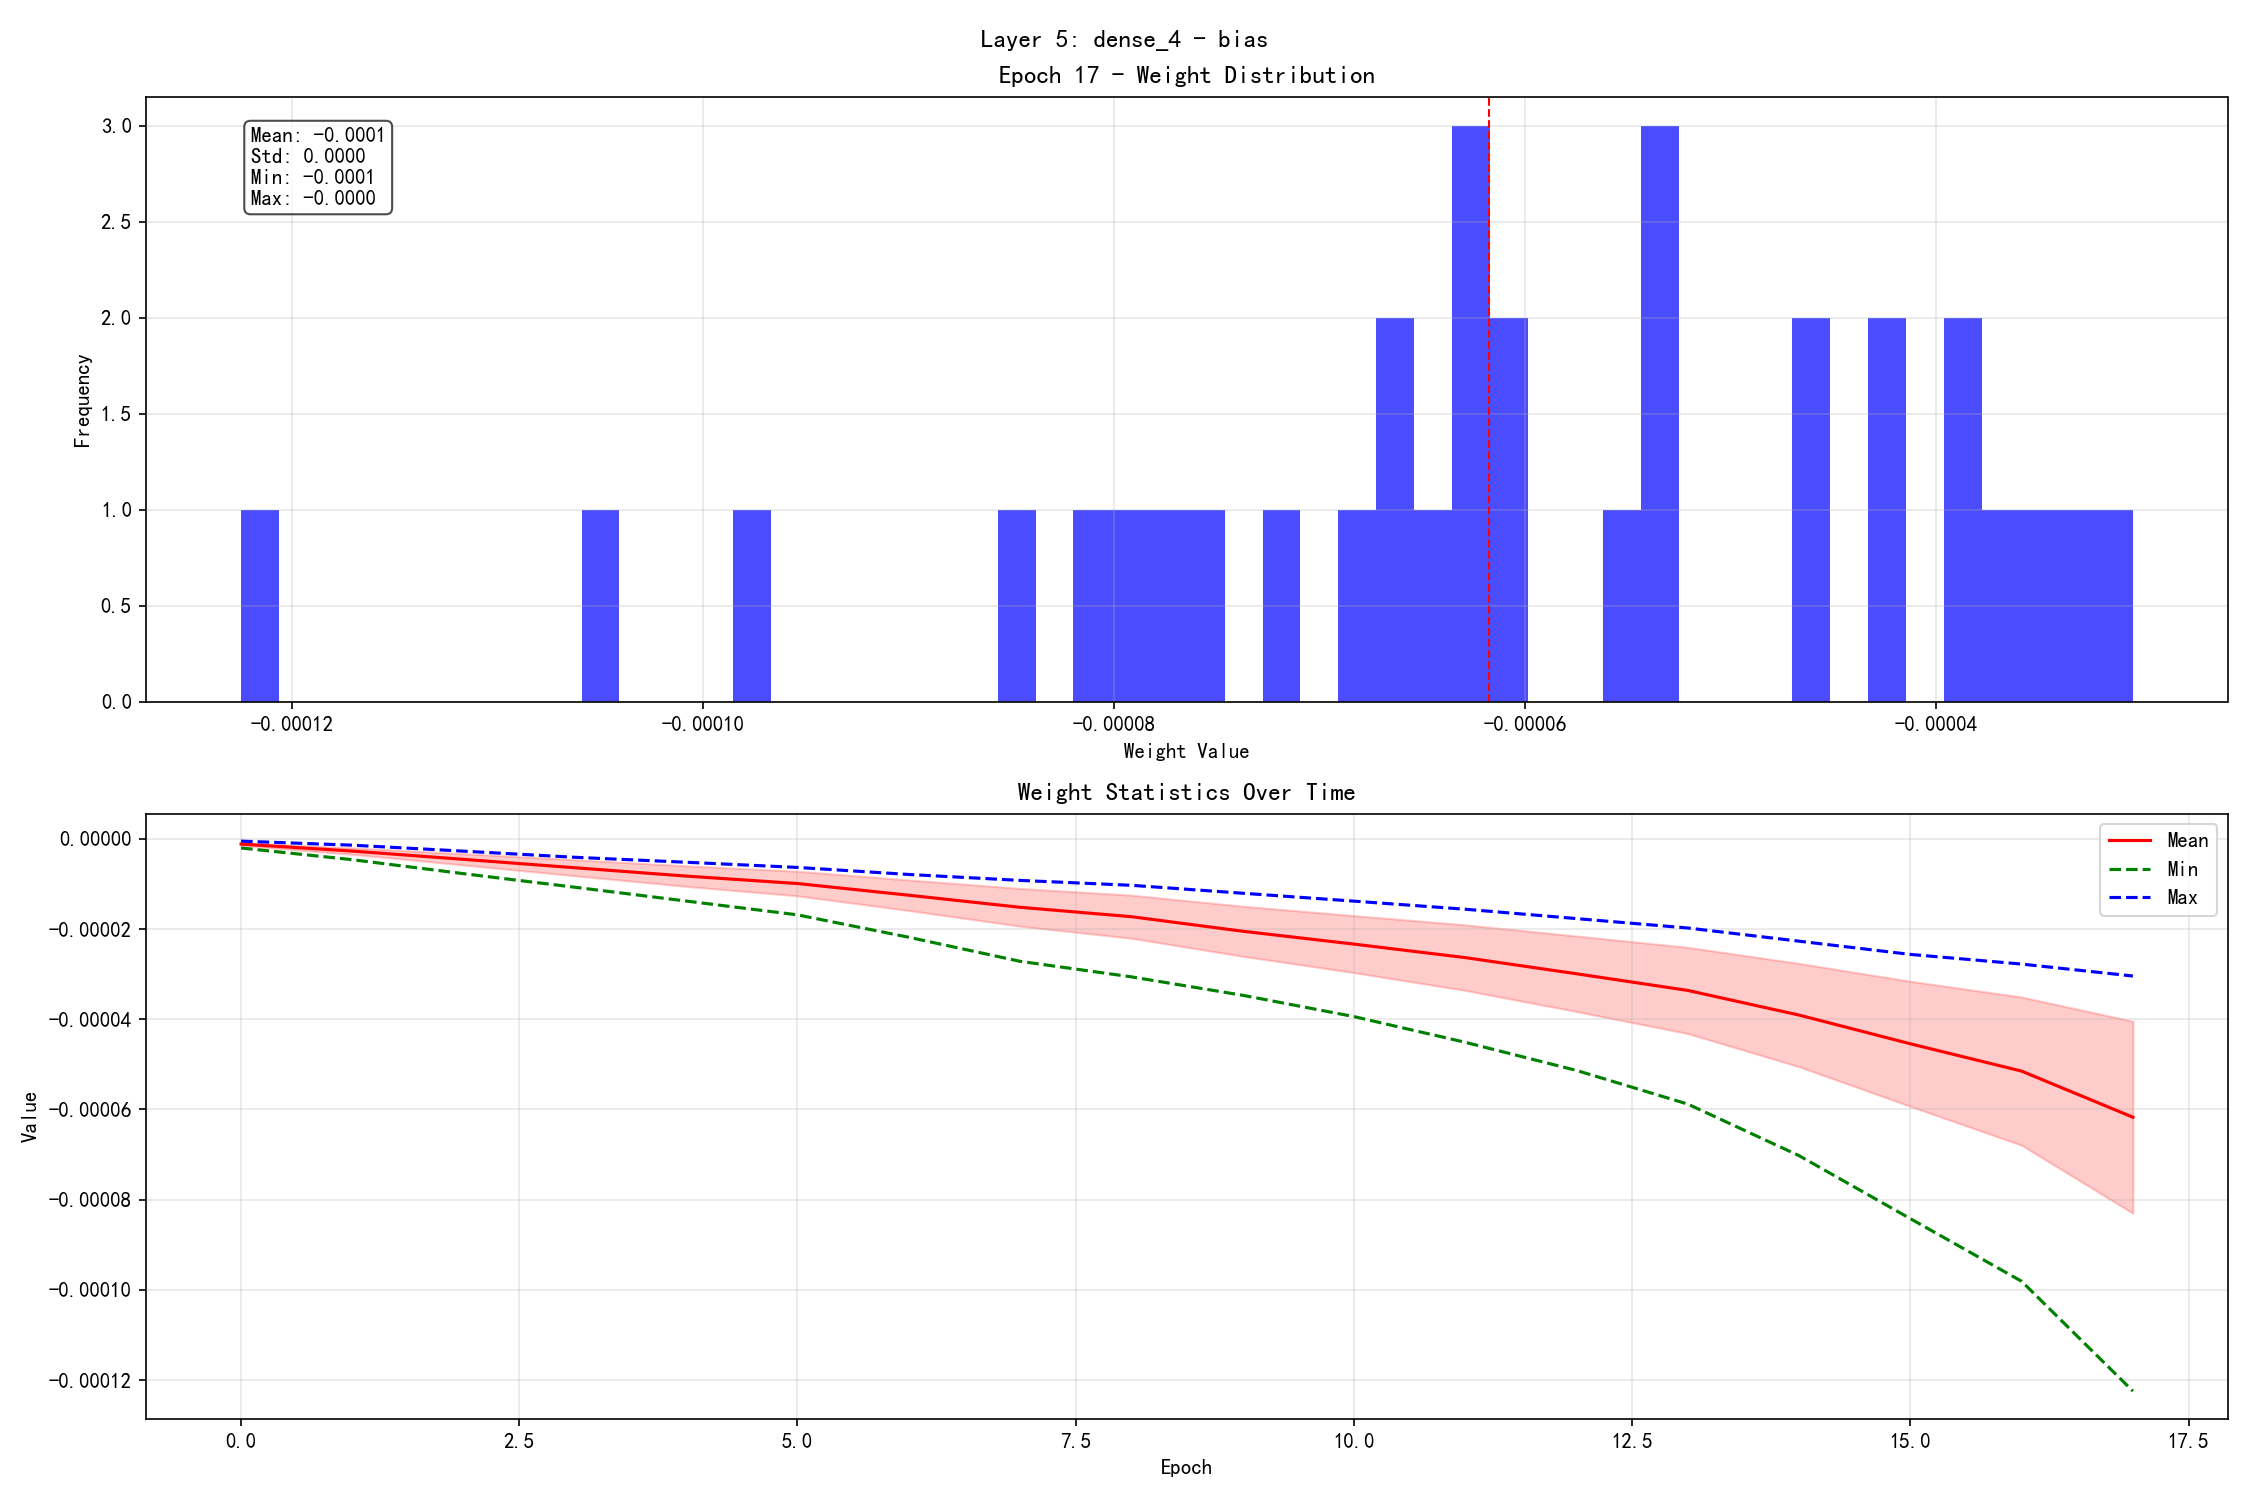 Layer 5: dense_4 - bias
Epoch 17 - Weight Distribution
Mean: -0.0001
Std: 0.0000
Min: -0.0001
Max: -0.0000
3.0
2.5
2.0
1.5
1.0
0.5
0.0
Frequency
-0.00012 -0.00010 -0.00008 -0.00006 -0.00004
Weight Value
Weight Statistics Over Time
Mean
Min
Max
0.00000
-0.00002
-0.00004
-0.00006
-0.00008
-0.00010
-0.00012
Value
0.0 2.5 5.0 7.5 10.0 12.5 15.0 17.5
Epoch